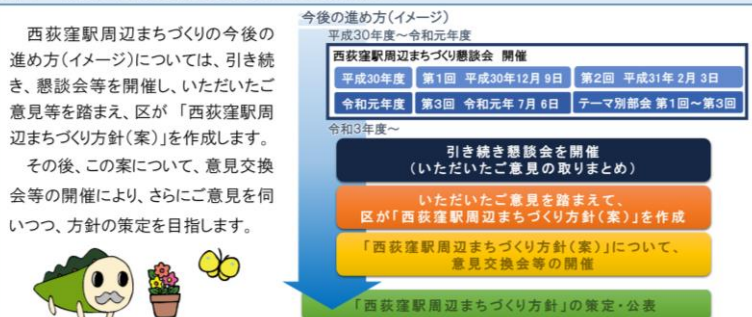 西荻窪駅周辺まちづくりの今後の
進め方(イメージ)については、引き続
き、懇談会等を開催し、いただいたご
意見等を踏まえ、区が 「西荻窪駅周
辺まちづくり方針(案)」を作成します。
その後、この案について、意見交換
会等の開催により、さらにご意見を伺
いつつ、方針の策定を目指します。
今後の進め方(イメージ)
平成30年度~令和元年度
西荻窪駅周辺まちづくり懇談会 開催
平成30年度 第1回 平成30年12月 9日 第2回 平成31年 2月 3日
令和元年度 第3回 令和元年 7月 6日 テーマ別部会 第1回~第3回
令和3年度~
引き続き懇談会を開催
(いただいたご意見の取りまとめ)
いただいたご意見を踏まえて、
区が「西荻窪駅周辺まちづくり方針(案)」を作成
「西荻窪駅周辺まちづくり方針(案)」について、
意見交換会等の開催
「西荻窪駅周辺まちづくり方針」の策定・公表